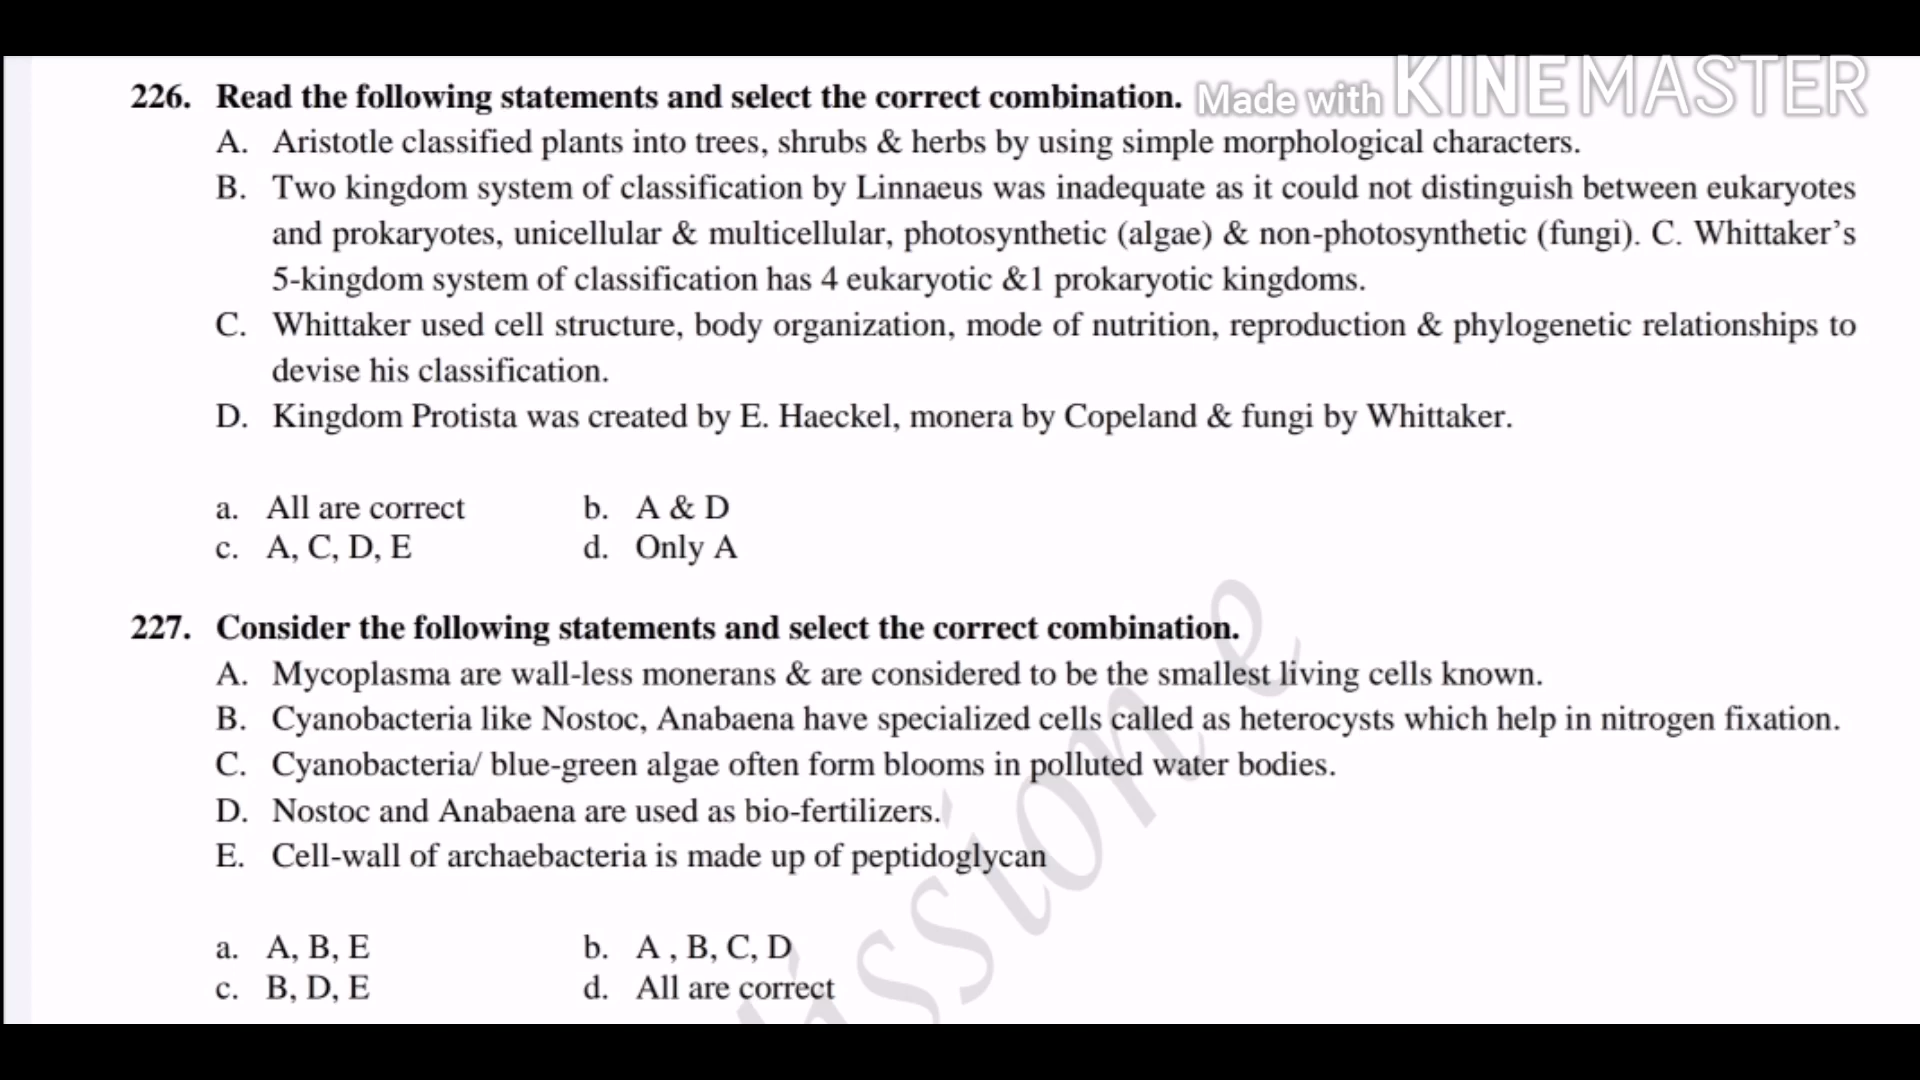 Made with KINEMASTER
226. Read the following statements and select the correct combination.
A. Aristotle classified plants into trees, shrubs & herbs by using simple morphological characters.
B. Two kingdom system of classification by Linnaeus was inadequate as it could not distinguish between eukaryotes
and prokaryotes, unicellular & multicellular, photosynthetic (algae) & non-photosynthetic (fungi). C. Whittaker's
5-kingdom system of classification has 4 eukaryotic &1 prokaryotic kingdoms.
C. Whittaker used cell structure, body organization, mode of nutrition, reproduction & phylogenetic relationships to
devise his classification.
D. Kingdom Protista was created by E. Haeckel, monera by Copeland & fungi by Whittaker.
a. All are correct b. A & D
c. A, C, D, E d. Only A
227. Consider the following statements and select the correct combination.
A. Mycoplasma are wall-less monerans & are considered to be the smallest living cells known.
B. Cyanobacteria like Nostoc, Anabaena have specialized cells called as heterocysts which help in nitrogen fixation.
C. Cyanobacteria/ blue-green algae often form blooms in polluted water bodies.
D. Nostoc and Anabaena are used as bio-fertilizers.
E. Cell-wall of archaebacteria is made up of peptidoglycan
a. A, B, E b. A , B, C, D
c. B, D, E d. All are correct